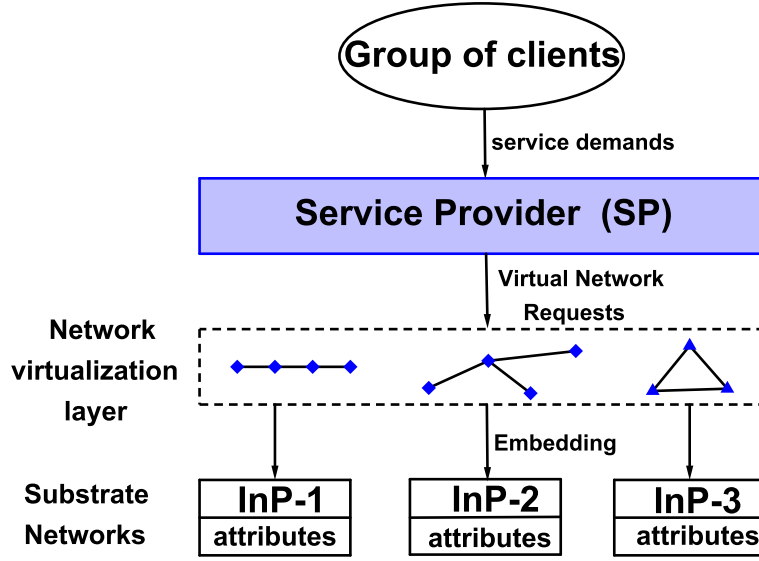 Group of clients
service demands
Service Provider (SP)
Virtual Network
Requests
Network
virtualization
layer
Embedding
Substrate
Networks
InP-1
attributes
InP-2
attributes
InP-3
attributes